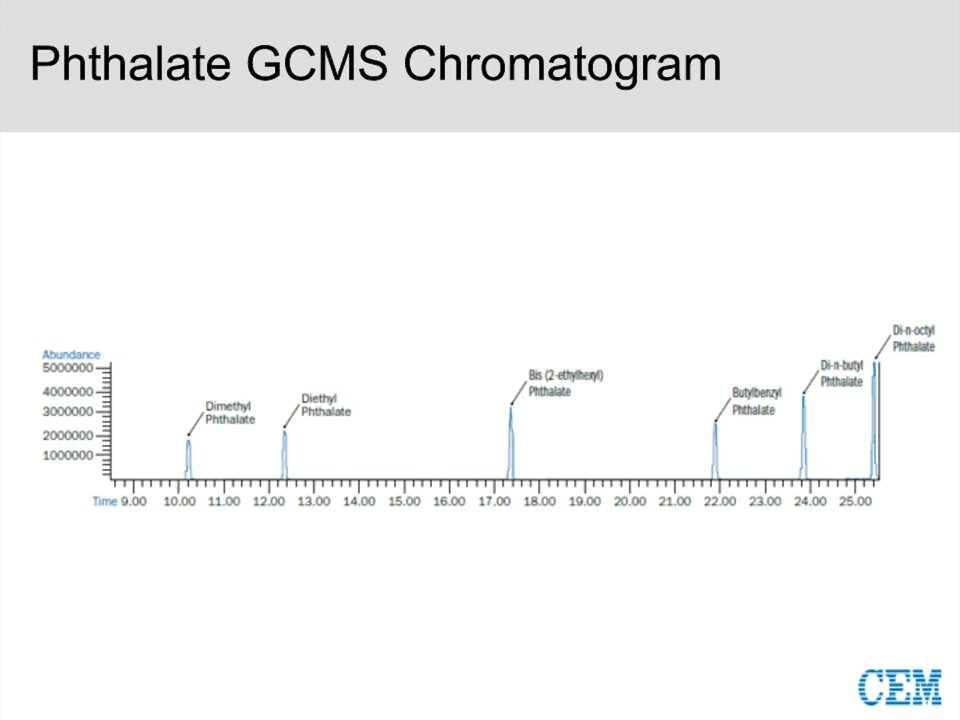 Phthalate GCMS Chromatogram
Di-n-octyl
Phthalate
Abundance
5000000
4000000
3000000
2000000
1000000
Dimethyl
Phthalate
Diethyl
Phthalate
Bis (2-ethylhexyl)
Phthalate
Butylbenzyl
Phthalate
Di-n-butyl
Phthalate
Time 9.00 10.00 11.00 12.00 13.00 14.00 15.00 16.00 17.00 18.00 19.00 20.00 21.00 22.00 23.00 24.00 25.00
CEM